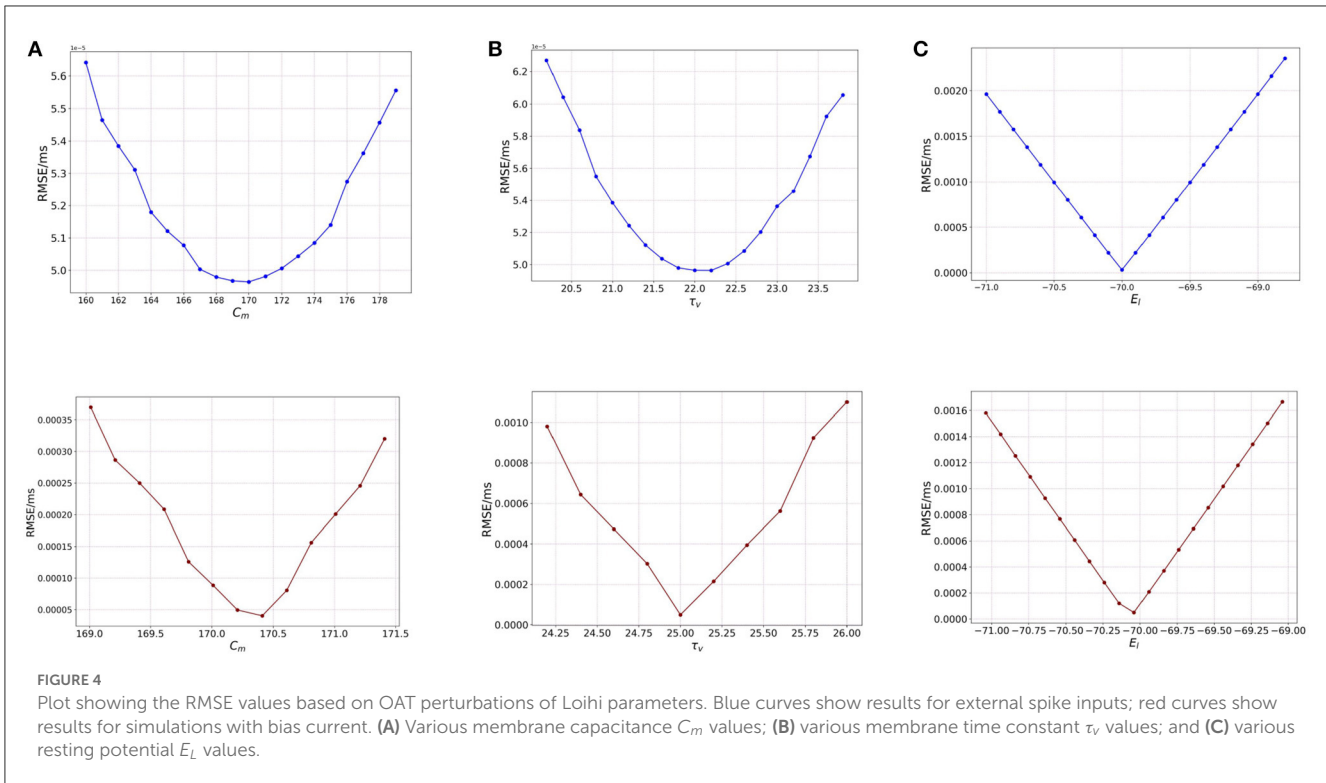 A
1e−5
5.6
5.5
5.4
5.3
5.2
5.1
5.0
RMSE/ms
160 162 164 166 168 170 172 174 176 178
C_m
B
1e−5
6.2
6.0
5.8
5.6
5.4
5.2
5.0
RMSE/ms
20.5 21.0 21.5 22.0 22.5 23.0 23.5
τ_v
C
0.0020
0.0015
0.0010
0.0005
0.0000
RMSE/ms
−71.0 −70.5 −70.0 −69.5 −69.0
E_l
0.00035
0.00030
0.00025
0.00020
0.00015
0.00010
0.00005
RMSE/ms
169.0 169.5 170.0 170.5 171.0 171.5
C_m
0.0010
0.0008
0.0006
0.0004
0.0002
0.0000
RMSE/ms
24.25 24.50 24.75 25.00 25.25 25.50 25.75 26.00
τ_v
0.0016
0.0014
0.0012
0.0010
0.0008
0.0006
0.0004
0.0002
0.0000
RMSE/ms
−71.00 −70.75 −70.50 −70.25 −70.00 −69.75 −69.50 −69.25 −69.00
E_l
FIGURE 4
Plot showing the RMSE values based on OAT perturbations of Loihi parameters. Blue curves show results for external spike inputs; red curves show
results for simulations with bias current. (A) Various membrane capacitance C_m values; (B) various membrane time constant τ_v values; and (C) various
resting potential E_L values.